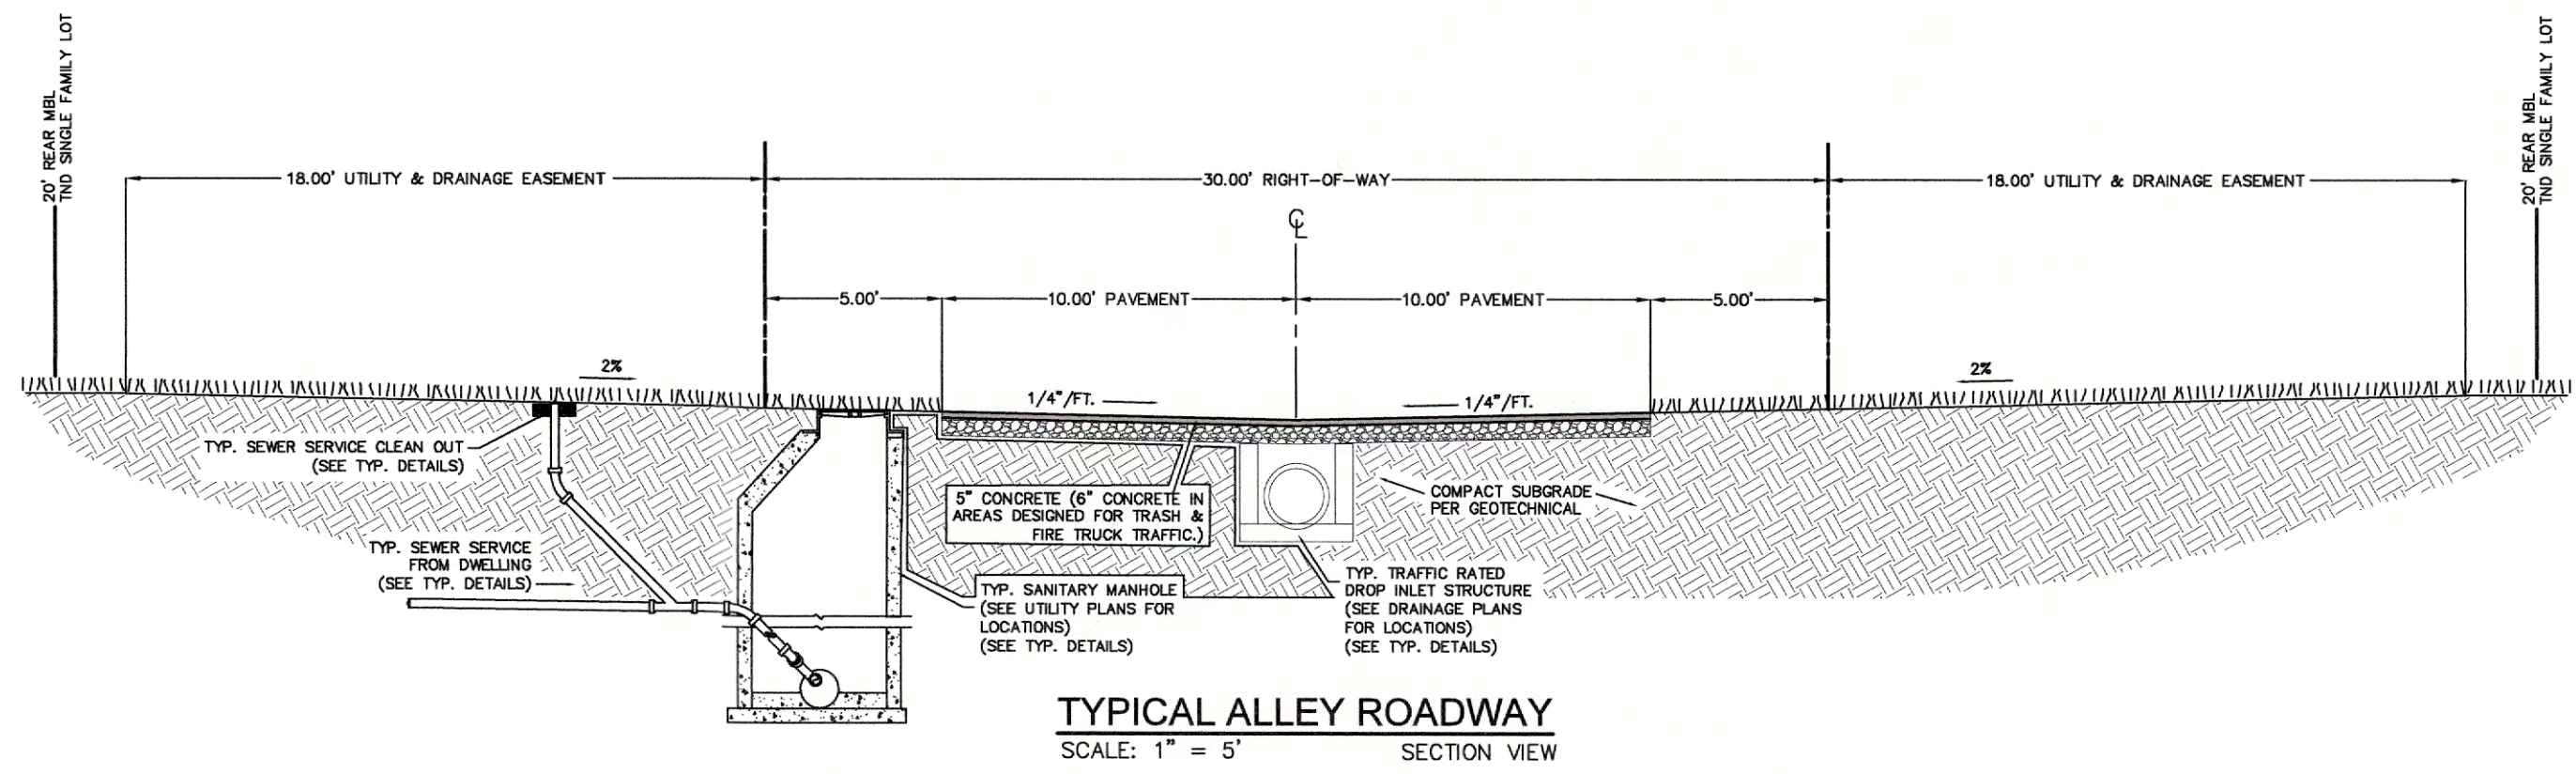 20' REAR MBL
TND SINGLE FAMILY LOT
18.00' UTILITY & DRAINAGE EASEMENT
30.00' RIGHT-OF-WAY
18.00' UTILITY & DRAINAGE EASEMENT
20' REAR MBL
TND SINGLE FAMILY LOT
CL
5.00'
10.00' PAVEMENT
10.00' PAVEMENT
5.00'
2%
2%
1/4"/FT.
1/4"/FT.
TYP. SEWER SERVICE CLEAN OUT
(SEE TYP. DETAILS)
5" CONCRETE (6" CONCRETE IN
AREAS DESIGNED FOR TRASH &
FIRE TRUCK TRAFFIC.)
COMPACT SUBGRADE
PER GEOTECHNICAL
TYP. SEWER SERVICE
FROM DWELLING
(SEE TYP. DETAILS)
TYP. SANITARY MANHOLE
(SEE UTILITY PLANS FOR
LOCATIONS)
(SEE TYP. DETAILS)
TYP. TRAFFIC RATED
DROP INLET STRUCTURE
(SEE DRAINAGE PLANS
FOR LOCATIONS)
(SEE TYP. DETAILS)
TYPICAL ALLEY ROADWAY
SCALE: 1" = 5' SECTION VIEW